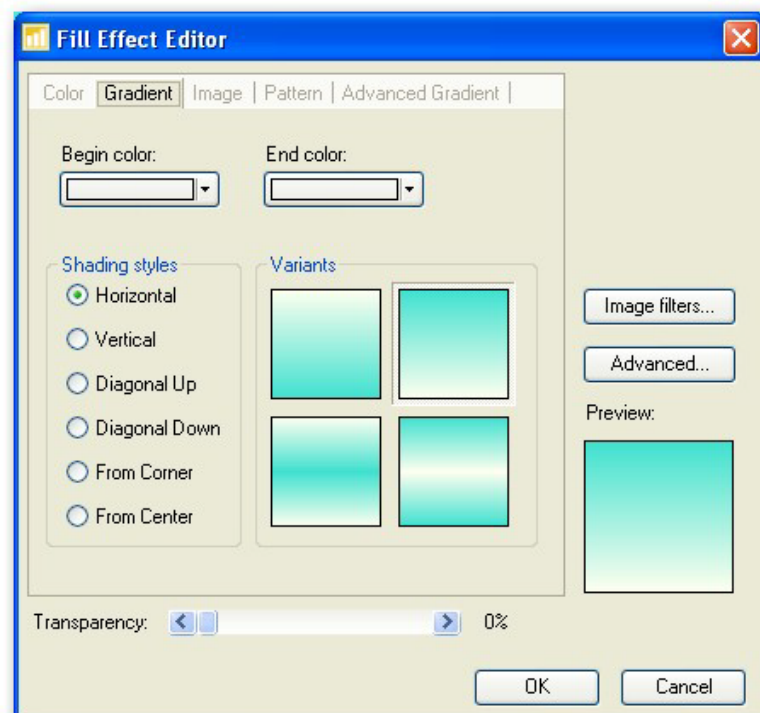 Fill Effect Editor
Color Gradient Image Pattern Advanced Gradient
Begin color: End color:
Shading styles
Horizontal
Vertical
Diagonal Up
Diagonal Down
From Corner
From Center
Variants
Image filters...
Advanced...
Preview:
Transparency: 0%
OK Cancel